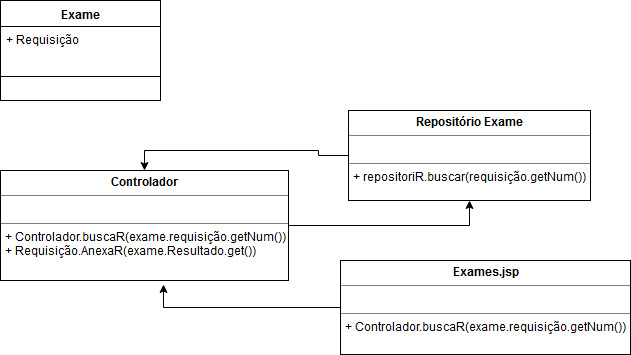 Exame
+ Requisição
Repositório Exame
+ repositoriR.buscar(requisição.getNum())
Controlador
+ Controlador.buscaR(exame.requisição.getNum())
+ Requisição.AnexaR(exame.Resultado.get())
Exames.jsp
+ Controlador.buscaR(exame.requisição.getNum())